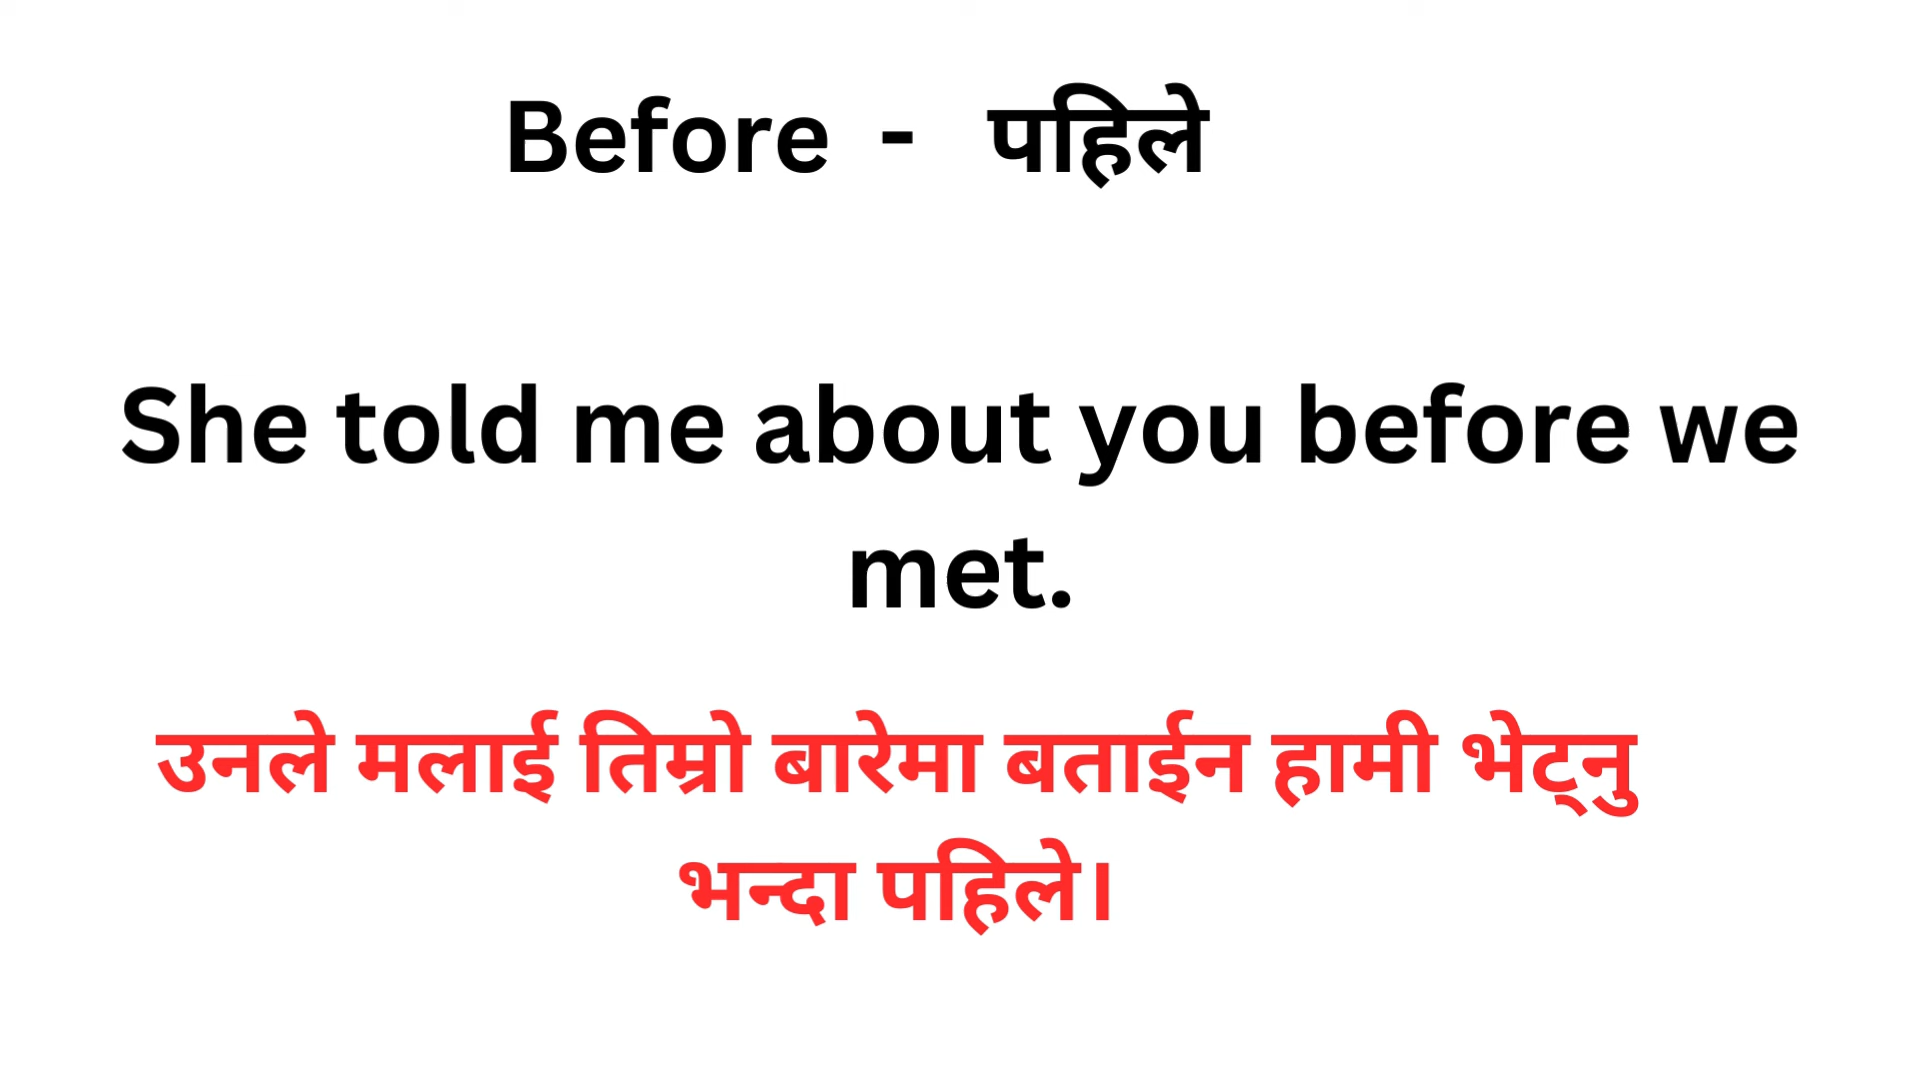 Before - पहिले
She told me about you before we
met.
उनले मलाई तिम्रो बारेमा बताईन हामी भेट्नु
भन्दा पहिले।